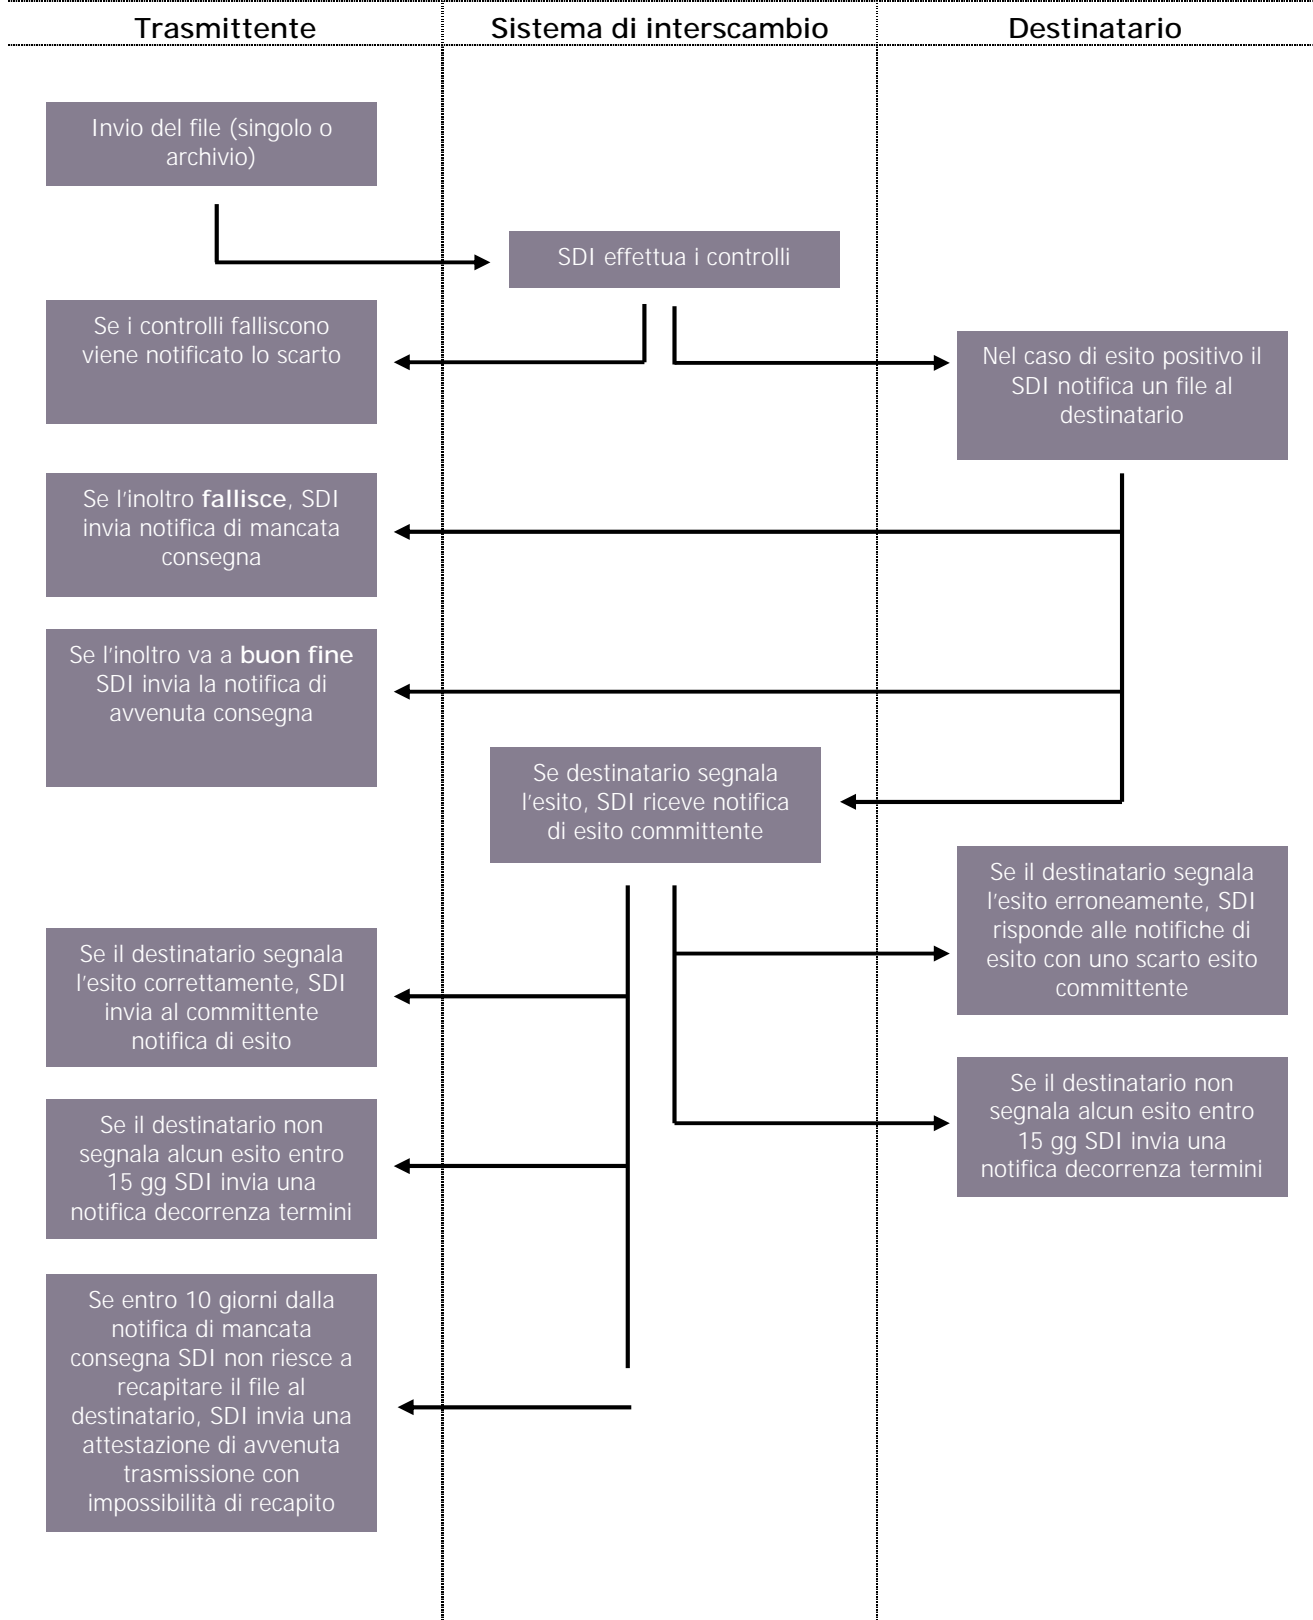 Trasmittente
Sistema di interscambio
Destinatario
Invio del file (singolo o
archivio)
SDI effettua i controlli
Se i controlli falliscono
viene notificato lo scarto
Nel caso di esito positivo il
SDI notifica un file al
destinatario
Se l'inoltro fallisce, SDI
invia notifica di mancata
consegna
Se l'inoltro va a buon fine
SDI invia la notifica di
avvenuta consegna
Se destinatario segnala
l'esito, SDI riceve notifica
di esito committente
Se il destinatario segnala
l'esito erroneamente, SDI
risponde alle notifiche di
esito con uno scarto esito
committente
Se il destinatario segnala
l'esito correttamente, SDI
invia al committente
notifica di esito
Se il destinatario non
segnala alcun esito entro
15 gg SDI invia una
notifica decorrenza termini
Se il destinatario non
segnala alcun esito entro
15 gg SDI invia una
notifica decorrenza termini
Se entro 10 giorni dalla
notifica di mancata
consegna SDI non riesce a
recapitare il file al
destinatario, SDI invia una
attestazione di avvenuta
trasmissione con
impossibilità di recapito